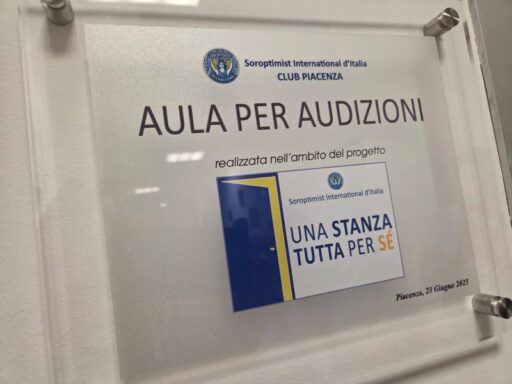 Soroptimist International d'Italia
CLUB PIACENZA
AULA PER AUDIZIONI
realizzata nell'ambito del progetto
Soroptimist International d'Italia
UNA STANZA
TUTTA PER SÉ
Piacenza, 23 Giugno 2025